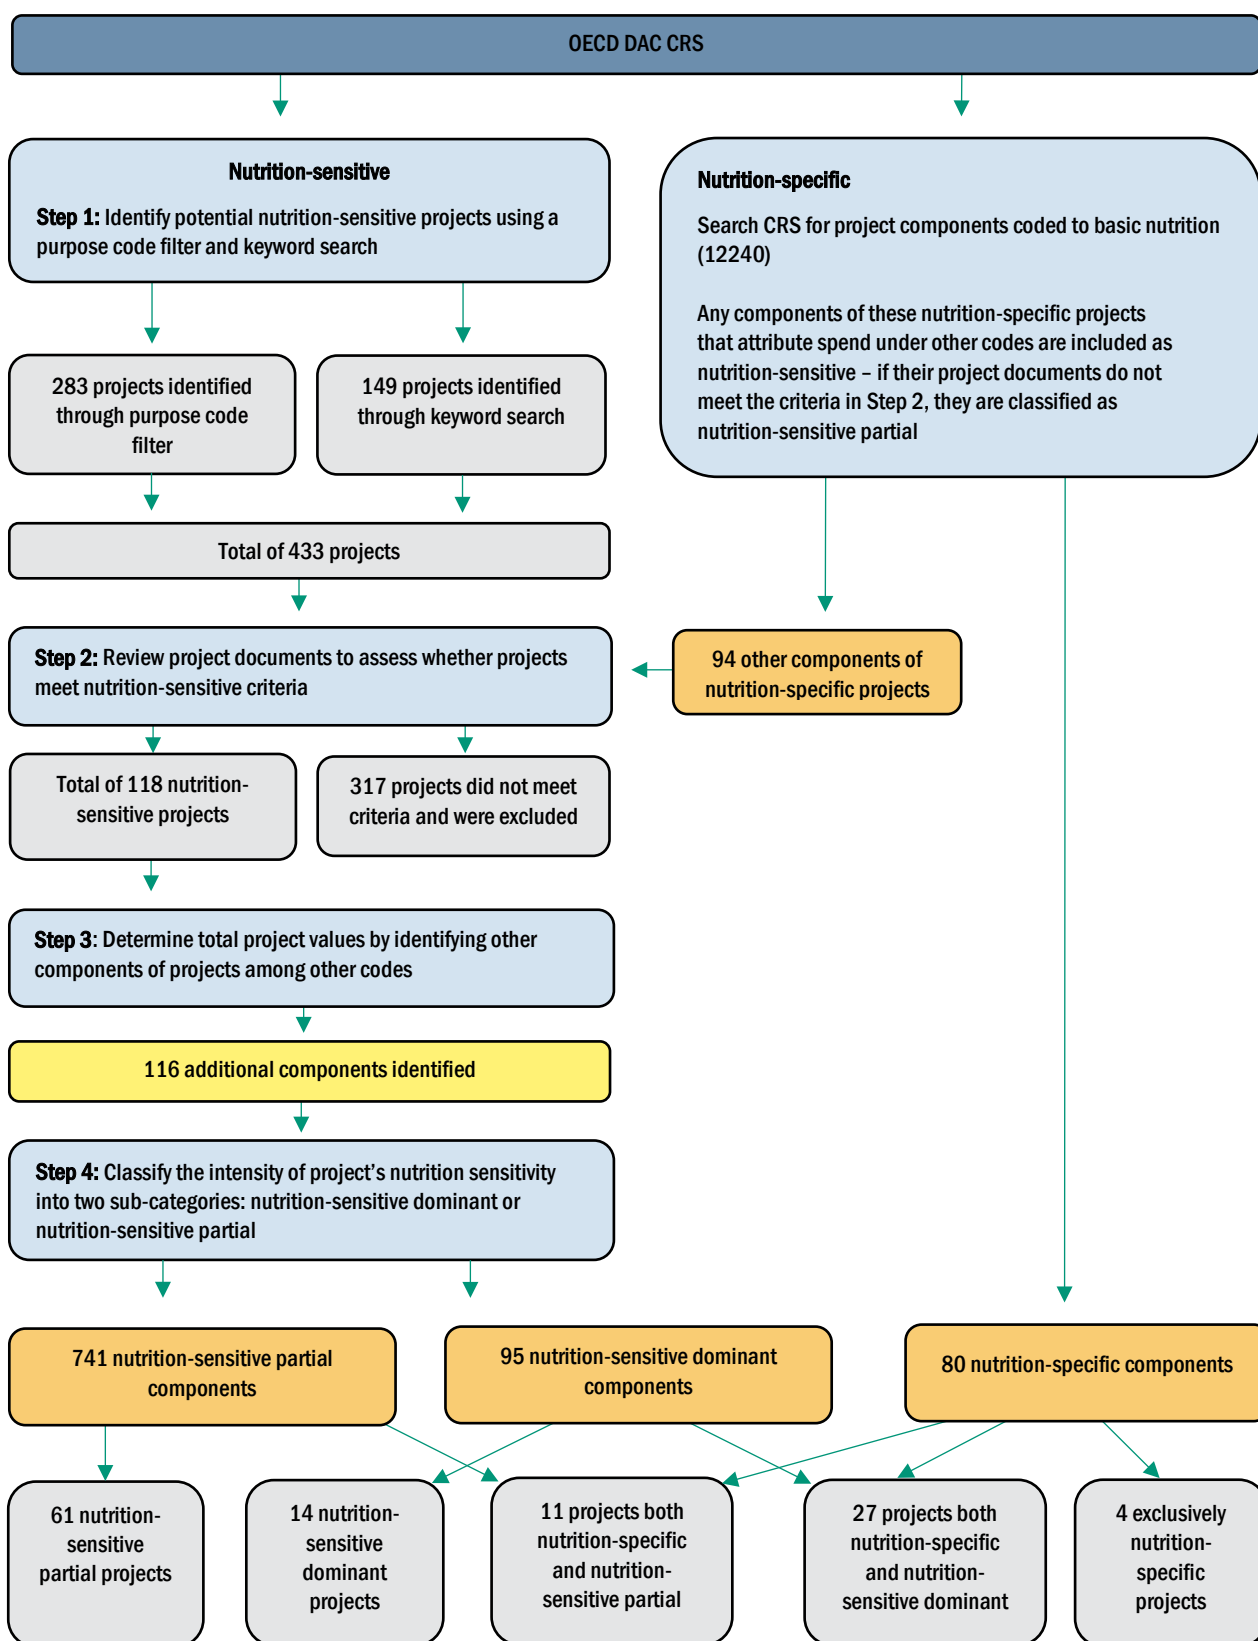 OECD DAC CRS
Nutrition-sensitive
Step 1: Identify potential nutrition-sensitive projects using a
purpose code filter and keyword search
Nutrition-specific
Search CRS for project components coded to basic nutrition
(12240)
Any components of these nutrition-specific projects
that attribute spend under other codes are included as
nutrition-sensitive – if their project documents do not
meet the criteria in Step 2, they are classified as
nutrition-sensitive partial
283 projects identified
through purpose code
filter
149 projects identified
through keyword search
Total of 433 projects
Step 2: Review project documents to assess whether projects
meet nutrition-sensitive criteria
94 other components of
nutrition-specific projects
Total of 118 nutrition-
sensitive projects
317 projects did not meet
criteria and were excluded
Step 3: Determine total project values by identifying other
components of projects among other codes
116 additional components identified
Step 4: Classify the intensity of project's nutrition sensitivity
into two sub-categories: nutrition-sensitive dominant or
nutrition-sensitive partial
741 nutrition-sensitive partial
components
95 nutrition-sensitive dominant
components
80 nutrition-specific components
61 nutrition-
sensitive
partial projects
14 nutrition-
sensitive
dominant
projects
11 projects both
nutrition-specific
and nutrition-
sensitive partial
27 projects both
nutrition-specific
and nutrition-
sensitive dominant
4 exclusively
nutrition-
specific
projects